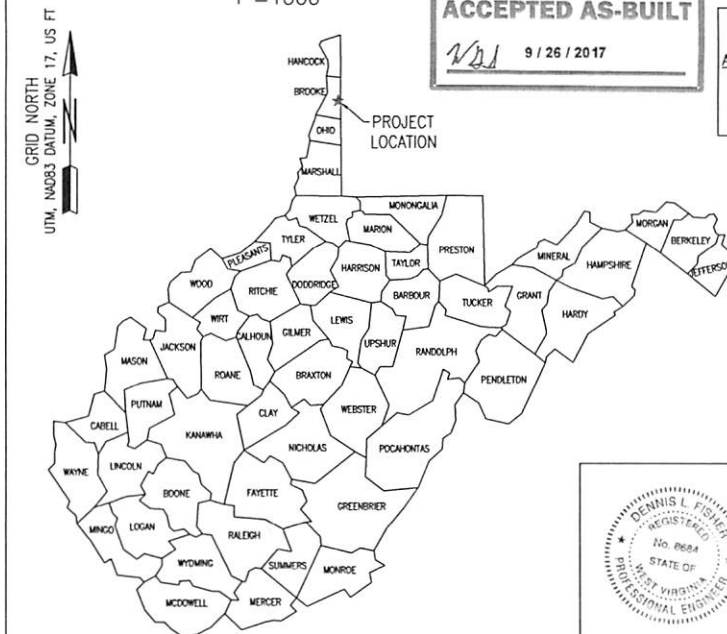 1"=1000'
ACCEPTED AS-BUILT
9 / 26 / 2017
GRID NORTH
UTM, NAD83 DATUM, ZONE 17, US FT
N
HANCOCK
BROOKE
PROJECT
LOCATION
OHIO
MARSHALL
WETZEL
MONONGALIA
MARION
PRESTON
MORGAN
BERKELEY
JEFFERSON
TYLER
PLEASANTS
MINERAL
HAMPSHIRE
WOOD
RITCHIE
DODDRIDGE
HARRISON
TAYLOR
BARBOUR
TUCKER
GRANT
HARDY
WIRT
CALHOUN
GILMER
LEWIS
UPSHUR
RANDOLPH
JACKSON
MASON
ROANE
BRAXTON
PENDLETON
PUTNAM
CLAY
WEBSTER
CABELL
KANAWHA
NICHOLAS
POCAHONTAS
WAYNE
LINCOLN
BOONE
FAYETTE
GREENBRIER
MINGO
LOGAN
RALEIGH
WYOMING
SUMMERS
MONROE
MCDOWELL
MERCER
DENNIS L. FISHER
REGISTERED
No. 8684
STATE OF
WEST VIRGINIA
PROFESSIONAL ENGINEER